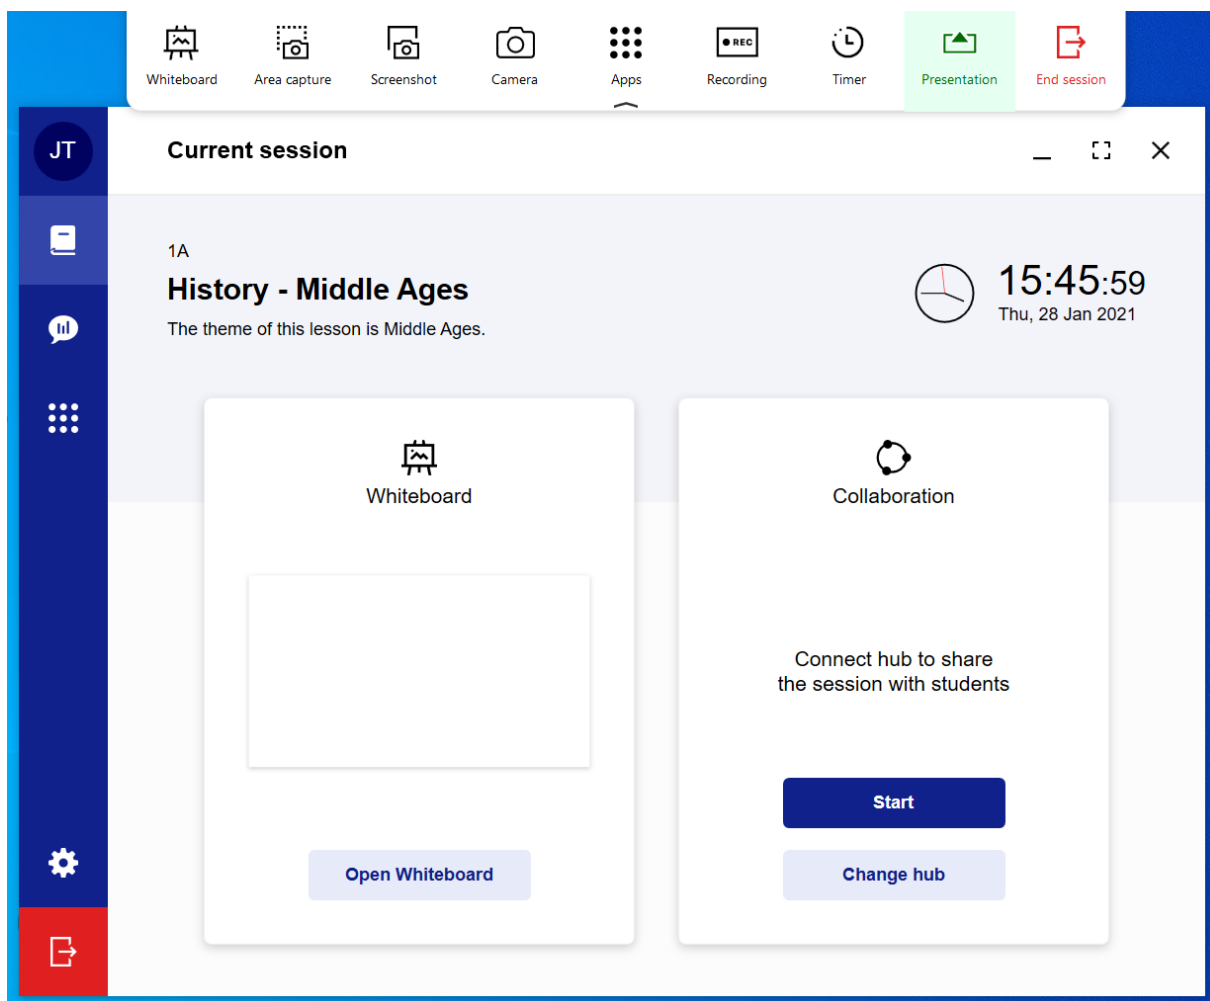 Whiteboard
Area capture
Screenshot
Camera
Apps
REC
Recording
Timer
Presentation
End session
JT
Current session
1A
History - Middle Ages
The theme of this lesson is Middle Ages.
15:45:59
Thu, 28 Jan 2021
Whiteboard
Open Whiteboard
Collaboration
Connect hub to share
the session with students
Start
Change hub